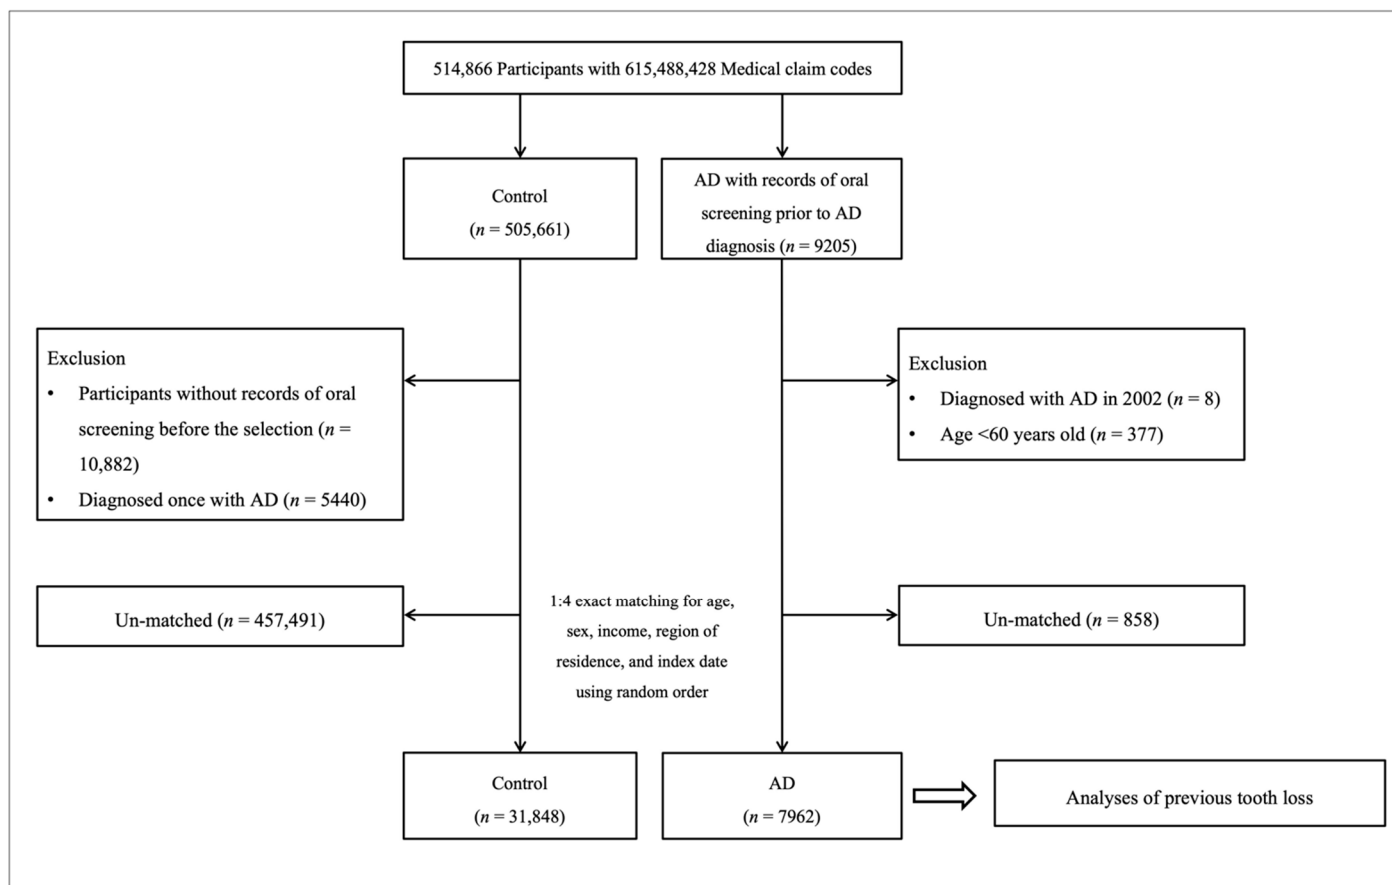 514,866 Participants with 615,488,428 Medical claim codes
Control
(n = 505,661)
AD with records of oral
screening prior to AD
diagnosis (n = 9205)
Exclusion
• Participants without records of oral
screening before the selection (n =
10,882)
• Diagnosed once with AD (n = 5440)
Exclusion
• Diagnosed with AD in 2002 (n = 8)
• Age <60 years old (n = 377)
Un-matched (n = 457,491)
1:4 exact matching for age,
sex, income, region of
residence, and index date
using random order
Un-matched (n = 858)
Control
(n = 31,848)
AD
(n = 7962)
Analyses of previous tooth loss